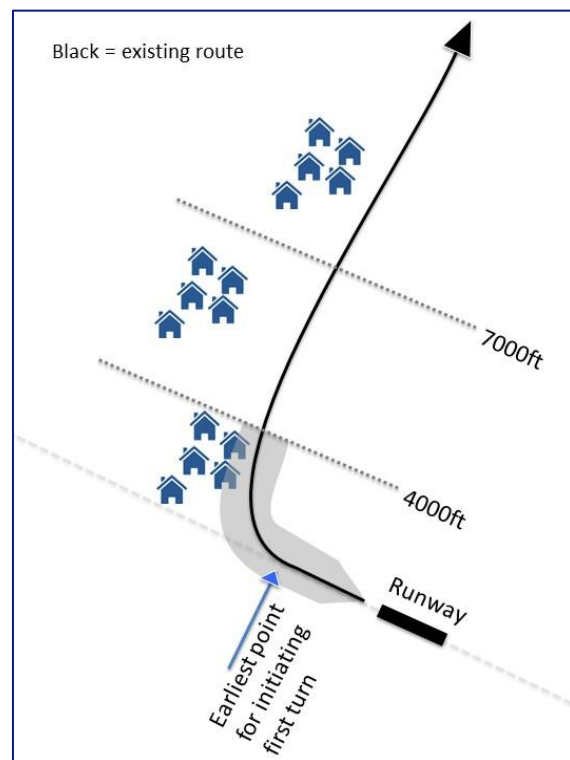 Black = existing route
7000ft
4000ft
Runway
Earliest point
for initiating
first turn